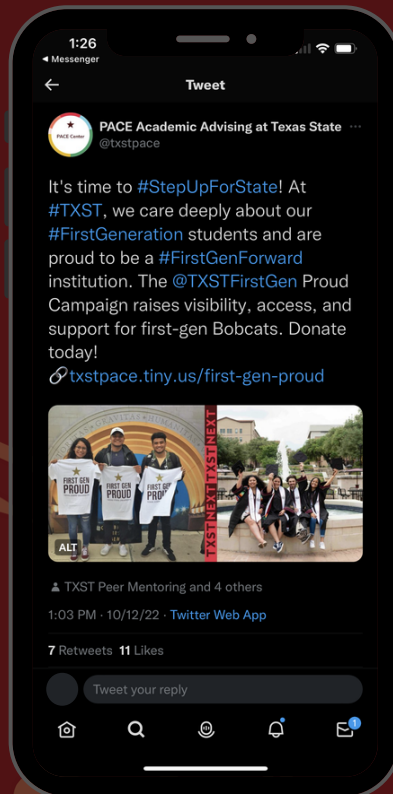 1:26
◄ Messenger
Tweet
PACE Center
PACE Academic Advising at Texas State
@txstpace
It's time to #StepUpForState! At
#TXST, we care deeply about our
#FirstGeneration students and are
proud to be a #FirstGenForward
institution. The @TXSTFirstGen Proud
Campaign raises visibility, access, and
support for first-gen Bobcats. Donate
today!
txstpace.tiny.us/first-gen-proud
FIRST GEN
PROUD
FIRST GEN
PROUD
FIRST GEN
TXST NEXT TXST NEXT
ALT
TXST Peer Mentoring and 4 others
1:03 PM · 10/12/22 · Twitter Web App
7 Retweets 11 Likes
Tweet your reply
1